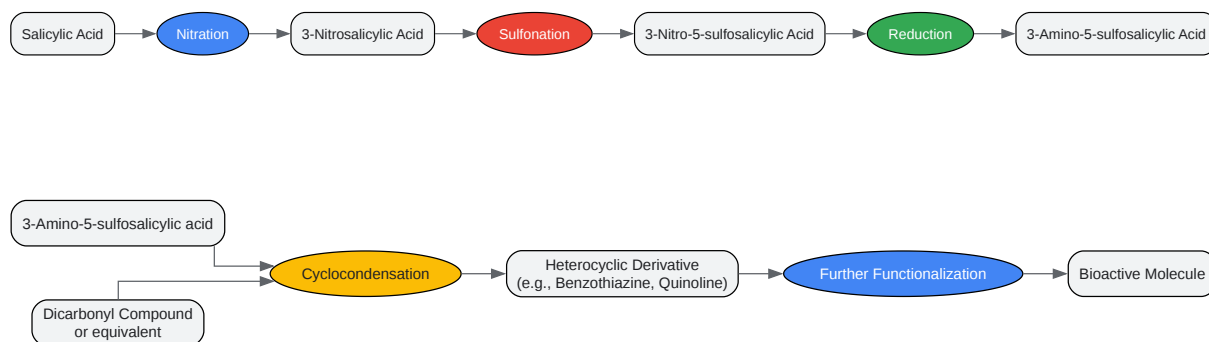 Salicylic Acid
Nitration
3-Nitrosalicylic Acid
Sulfonation
3-Nitro-5-sulfosalicylic Acid
Reduction
3-Amino-5-sulfosalicylic Acid
3-Amino-5-sulfosalicylic acid
Dicarbonyl Compound
or equivalent
Cyclocondensation
Heterocyclic Derivative
(e.g., Benzothiazine, Quinoline)
Further Functionalization
Bioactive Molecule